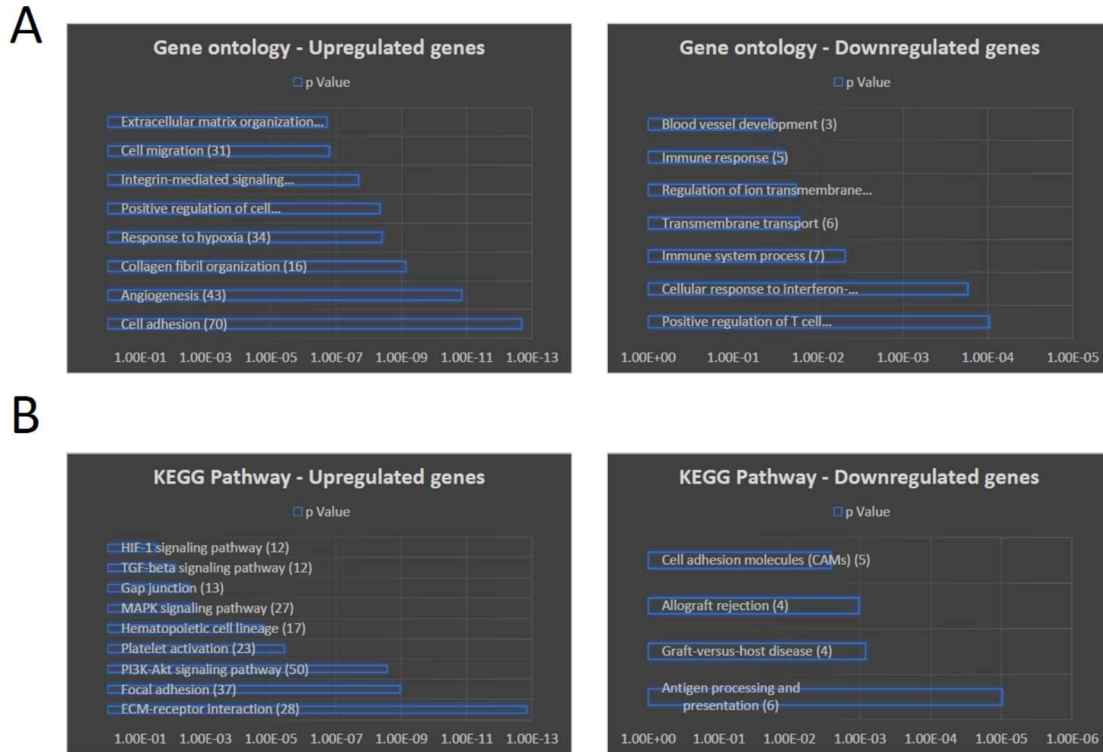 A
Gene ontology - Upregulated genes
p Value
Extracellular matrix organization...
Cell migration (31)
Integrin-mediated signaling...
Positive regulation of cell...
Response to hypoxia (34)
Collagen fibril organization (16)
Angiogenesis (43)
Cell adhesion (70)
1.00E-01 1.00E-03 1.00E-05 1.00E-07 1.00E-09 1.00E-11 1.00E-13
Gene ontology - Downregulated genes
p Value
Blood vessel development (3)
Immune response (5)
Regulation of ion transmembrane...
Transmembrane transport (6)
Immune system process (7)
Cellular response to interferon-...
Positive regulation of T cell...
1.00E+00 1.00E-01 1.00E-02 1.00E-03 1.00E-04 1.00E-05
B
KEGG Pathway - Upregulated genes
p Value
HIF-1 signaling pathway (12)
TGF-beta signaling pathway (12)
Gap junction (13)
MAPK signaling pathway (27)
Hematopoietic cell lineage (17)
Platelet activation (23)
PI3K-Akt signaling pathway (50)
Focal adhesion (37)
ECM-receptor interaction (28)
1.00E-01 1.00E-03 1.00E-05 1.00E-07 1.00E-09 1.00E-11 1.00E-13
KEGG Pathway - Downregulated genes
p Value
Cell adhesion molecules (CAMs) (5)
Allograft rejection (4)
Graft-versus-host disease (4)
Antigen processing and
presentation (6)
1.00E+00 1.00E-01 1.00E-02 1.00E-03 1.00E-04 1.00E-05 1.00E-06